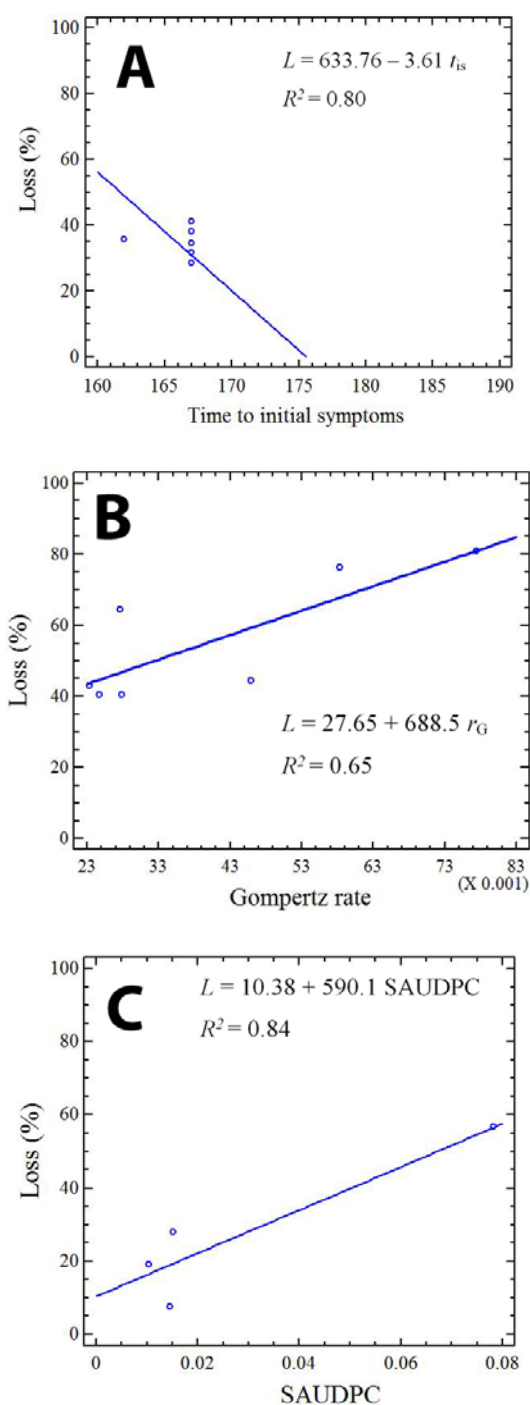 A
L = 633.76 – 3.61 t_is
R² = 0.80
100
80
60
40
20
0
Loss (%)
160 165 170 175 180 185 190
Time to initial symptoms
B
100
80
60
40
20
0
Loss (%)
L = 27.65 + 688.5 r_G
R² = 0.65
23 33 43 53 63 73 83
(X 0.001)
Gompertz rate
C
L = 10.38 + 590.1 SAUDPC
R² = 0.84
100
80
60
40
20
0
Loss (%)
0 0.02 0.04 0.06 0.08
SAUDPC